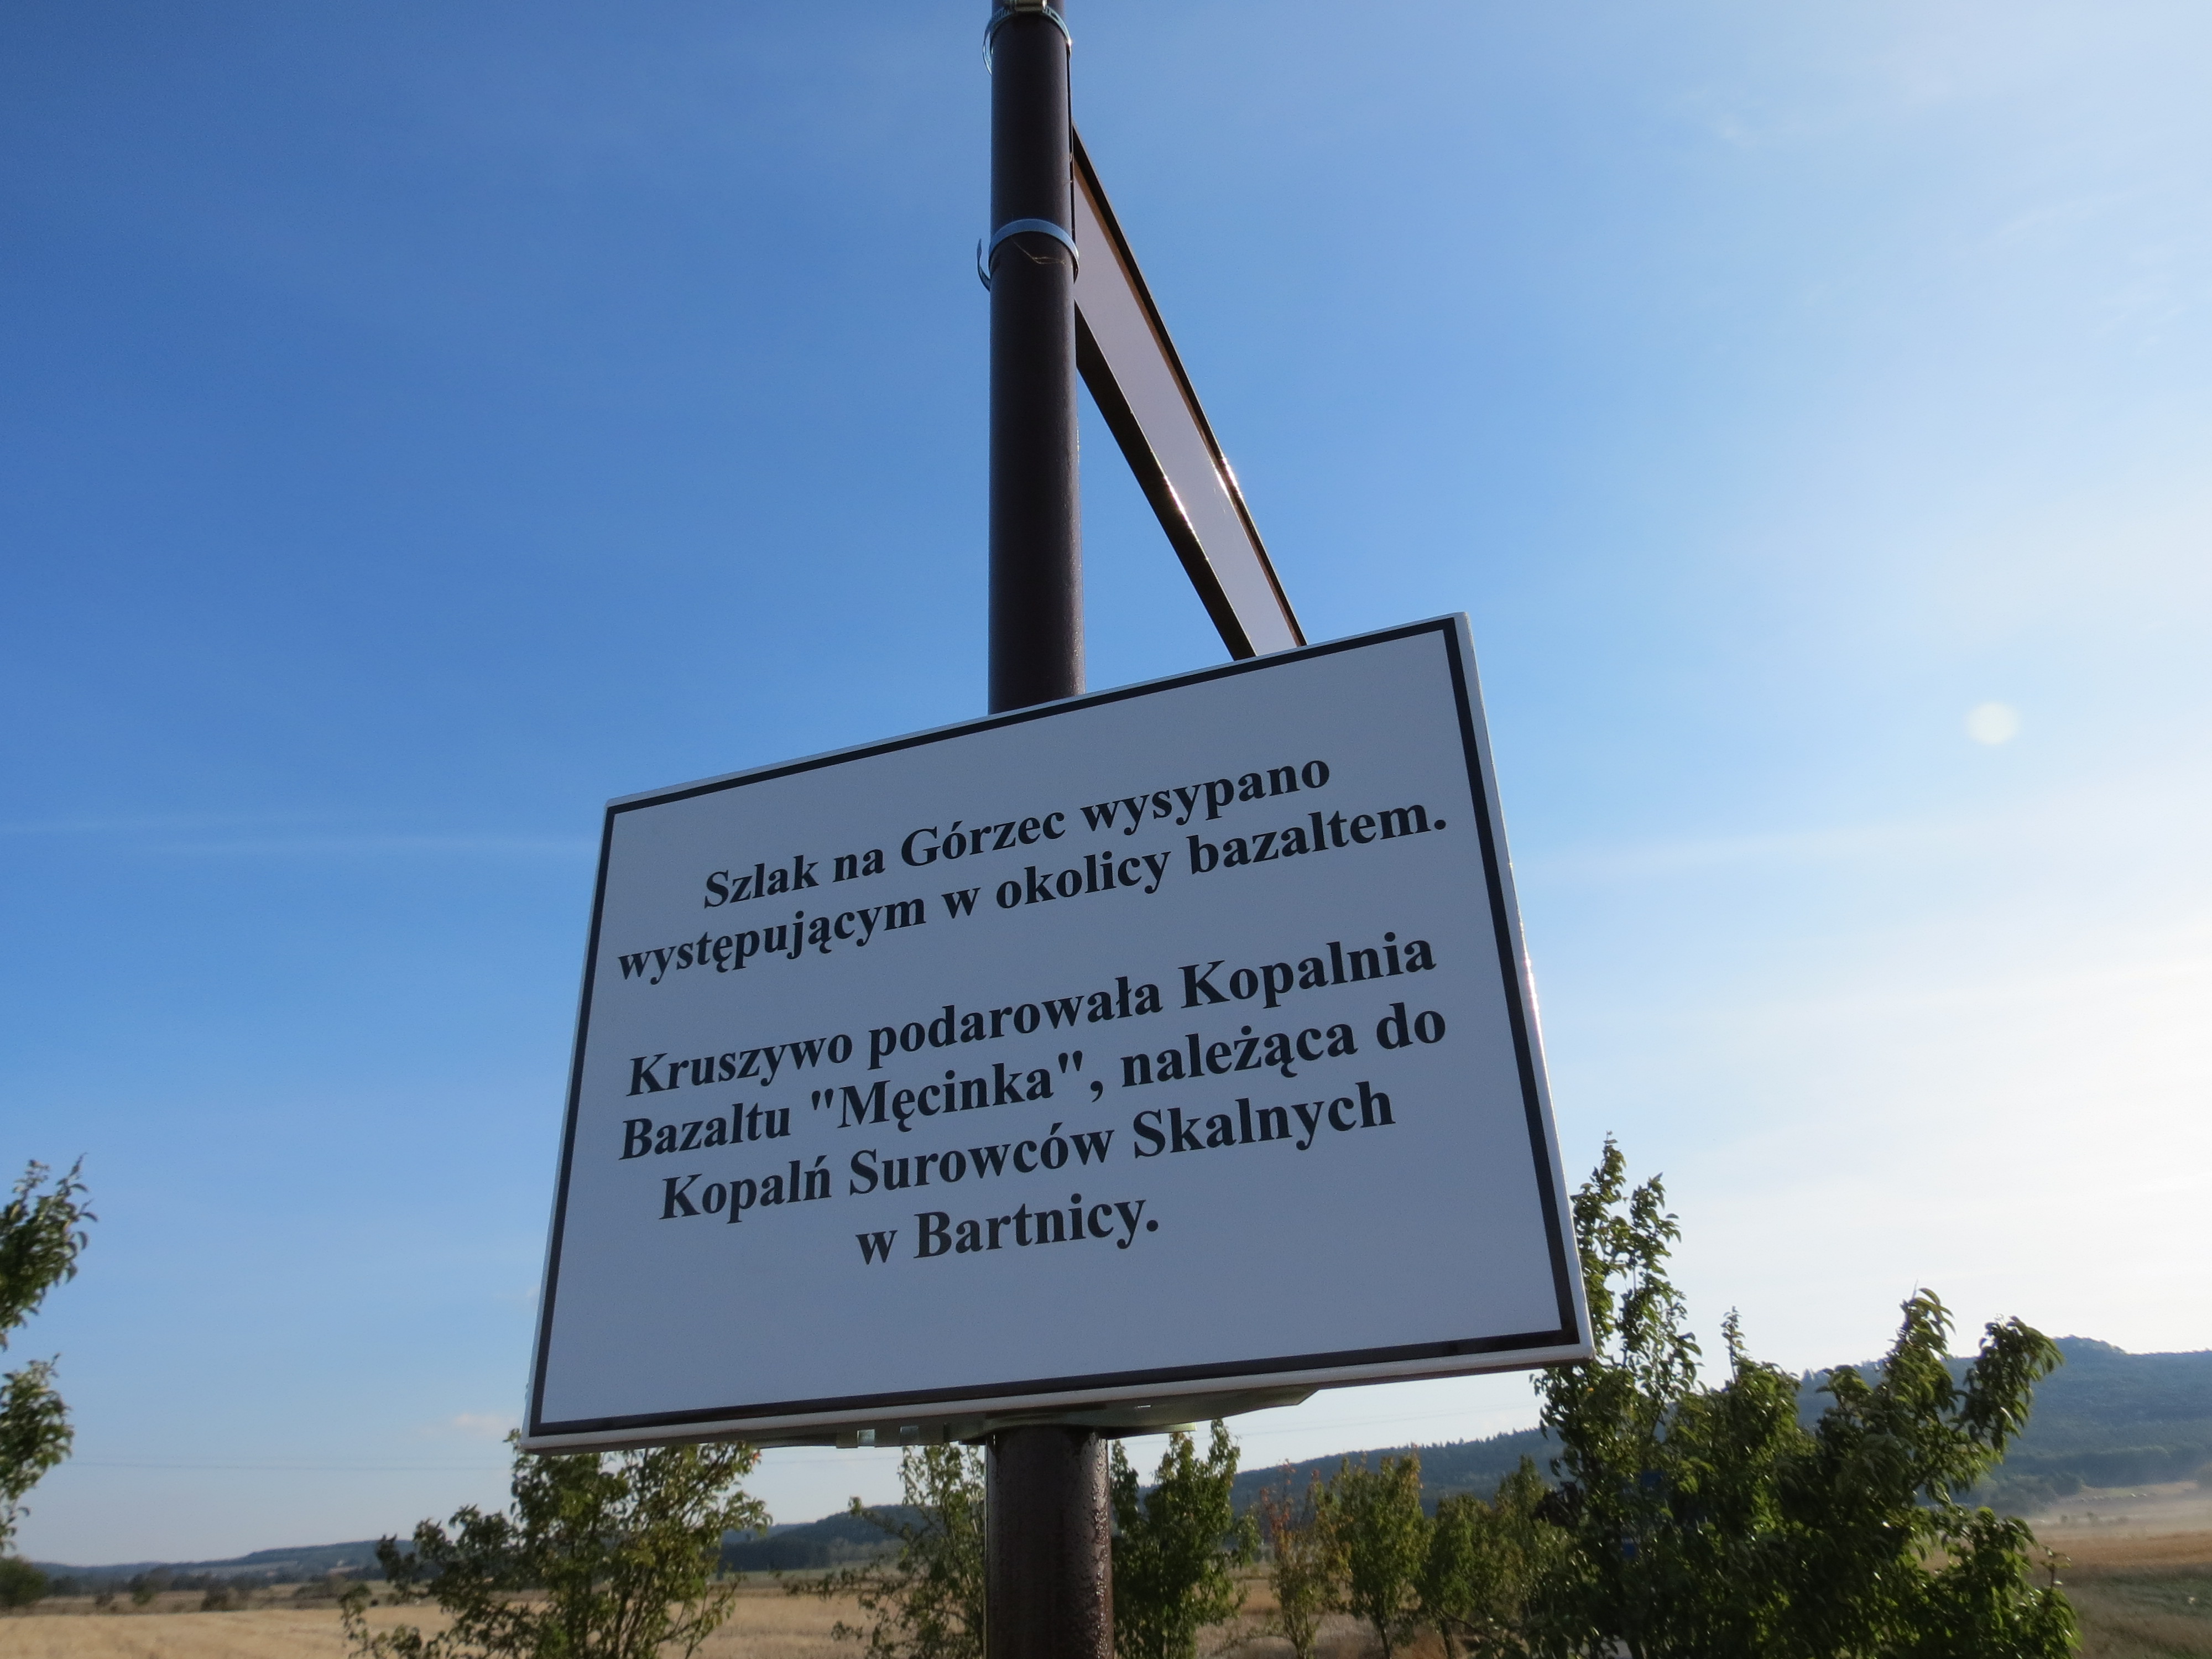 Szlak na Górzec wysypano
występującym w okolicy bazaltem.
Kruszywo podarowała Kopalnia
Bazaltu "Męcinka", należąca do
Kopalń Surowców Skalnych
w Bartnicy.